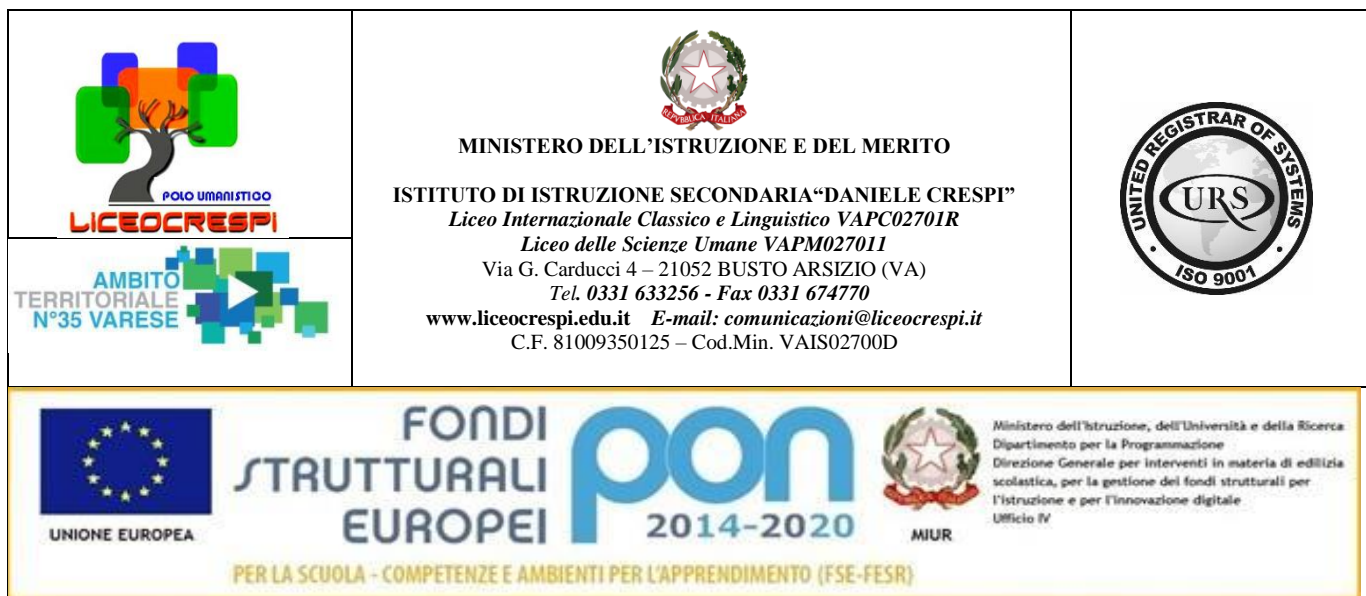 POLO UMANISTICO
LICEOCRESPI
AMBITO
TERRITORIALE
N°35 VARESE
REPVBBLICA ITALIANA
MINISTERO DELL’ISTRUZIONE E DEL MERITO
ISTITUTO DI ISTRUZIONE SECONDARIA“DANIELE CRESPI”
Liceo Internazionale Classico e Linguistico VAPC02701R
Liceo delle Scienze Umane VAPM027011
Via G. Carducci 4 – 21052 BUSTO ARSIZIO (VA)
Tel. 0331 633256 - Fax 0331 674770
www.liceocrespi.edu.it E-mail: comunicazioni@liceocrespi.it
C.F. 81009350125 – Cod.Min. VAIS02700D
UNITED REGISTRAR OF SYSTEMS
URS
ISO 9001
UNIONE EUROPEA
FONDI
STRUTTURALI
EUROPEI
pon
2014-2020
MIUR
Ministero dell'Istruzione, dell'Università e della Ricerca
Dipartimento per la Programmazione
Direzione Generale per interventi in materia di edilizia
scolastica, per la gestione dei fondi strutturali per
l'istruzione e per l'innovazione digitale
Ufficio IV
PER LA SCUOLA - COMPETENZE E AMBIENTI PER L'APPRENDIMENTO (FSE-FESR)